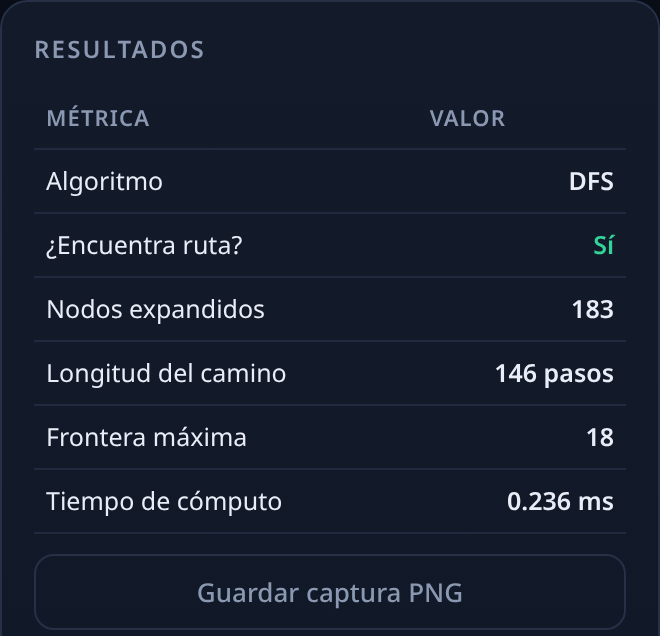 RESULTADOS
MÉTRICA VALOR
Algoritmo DFS
¿Encuentra ruta? Sí
Nodos expandidos 183
Longitud del camino 146 pasos
Frontera máxima 18
Tiempo de cómputo 0.236 ms
Guardar captura PNG